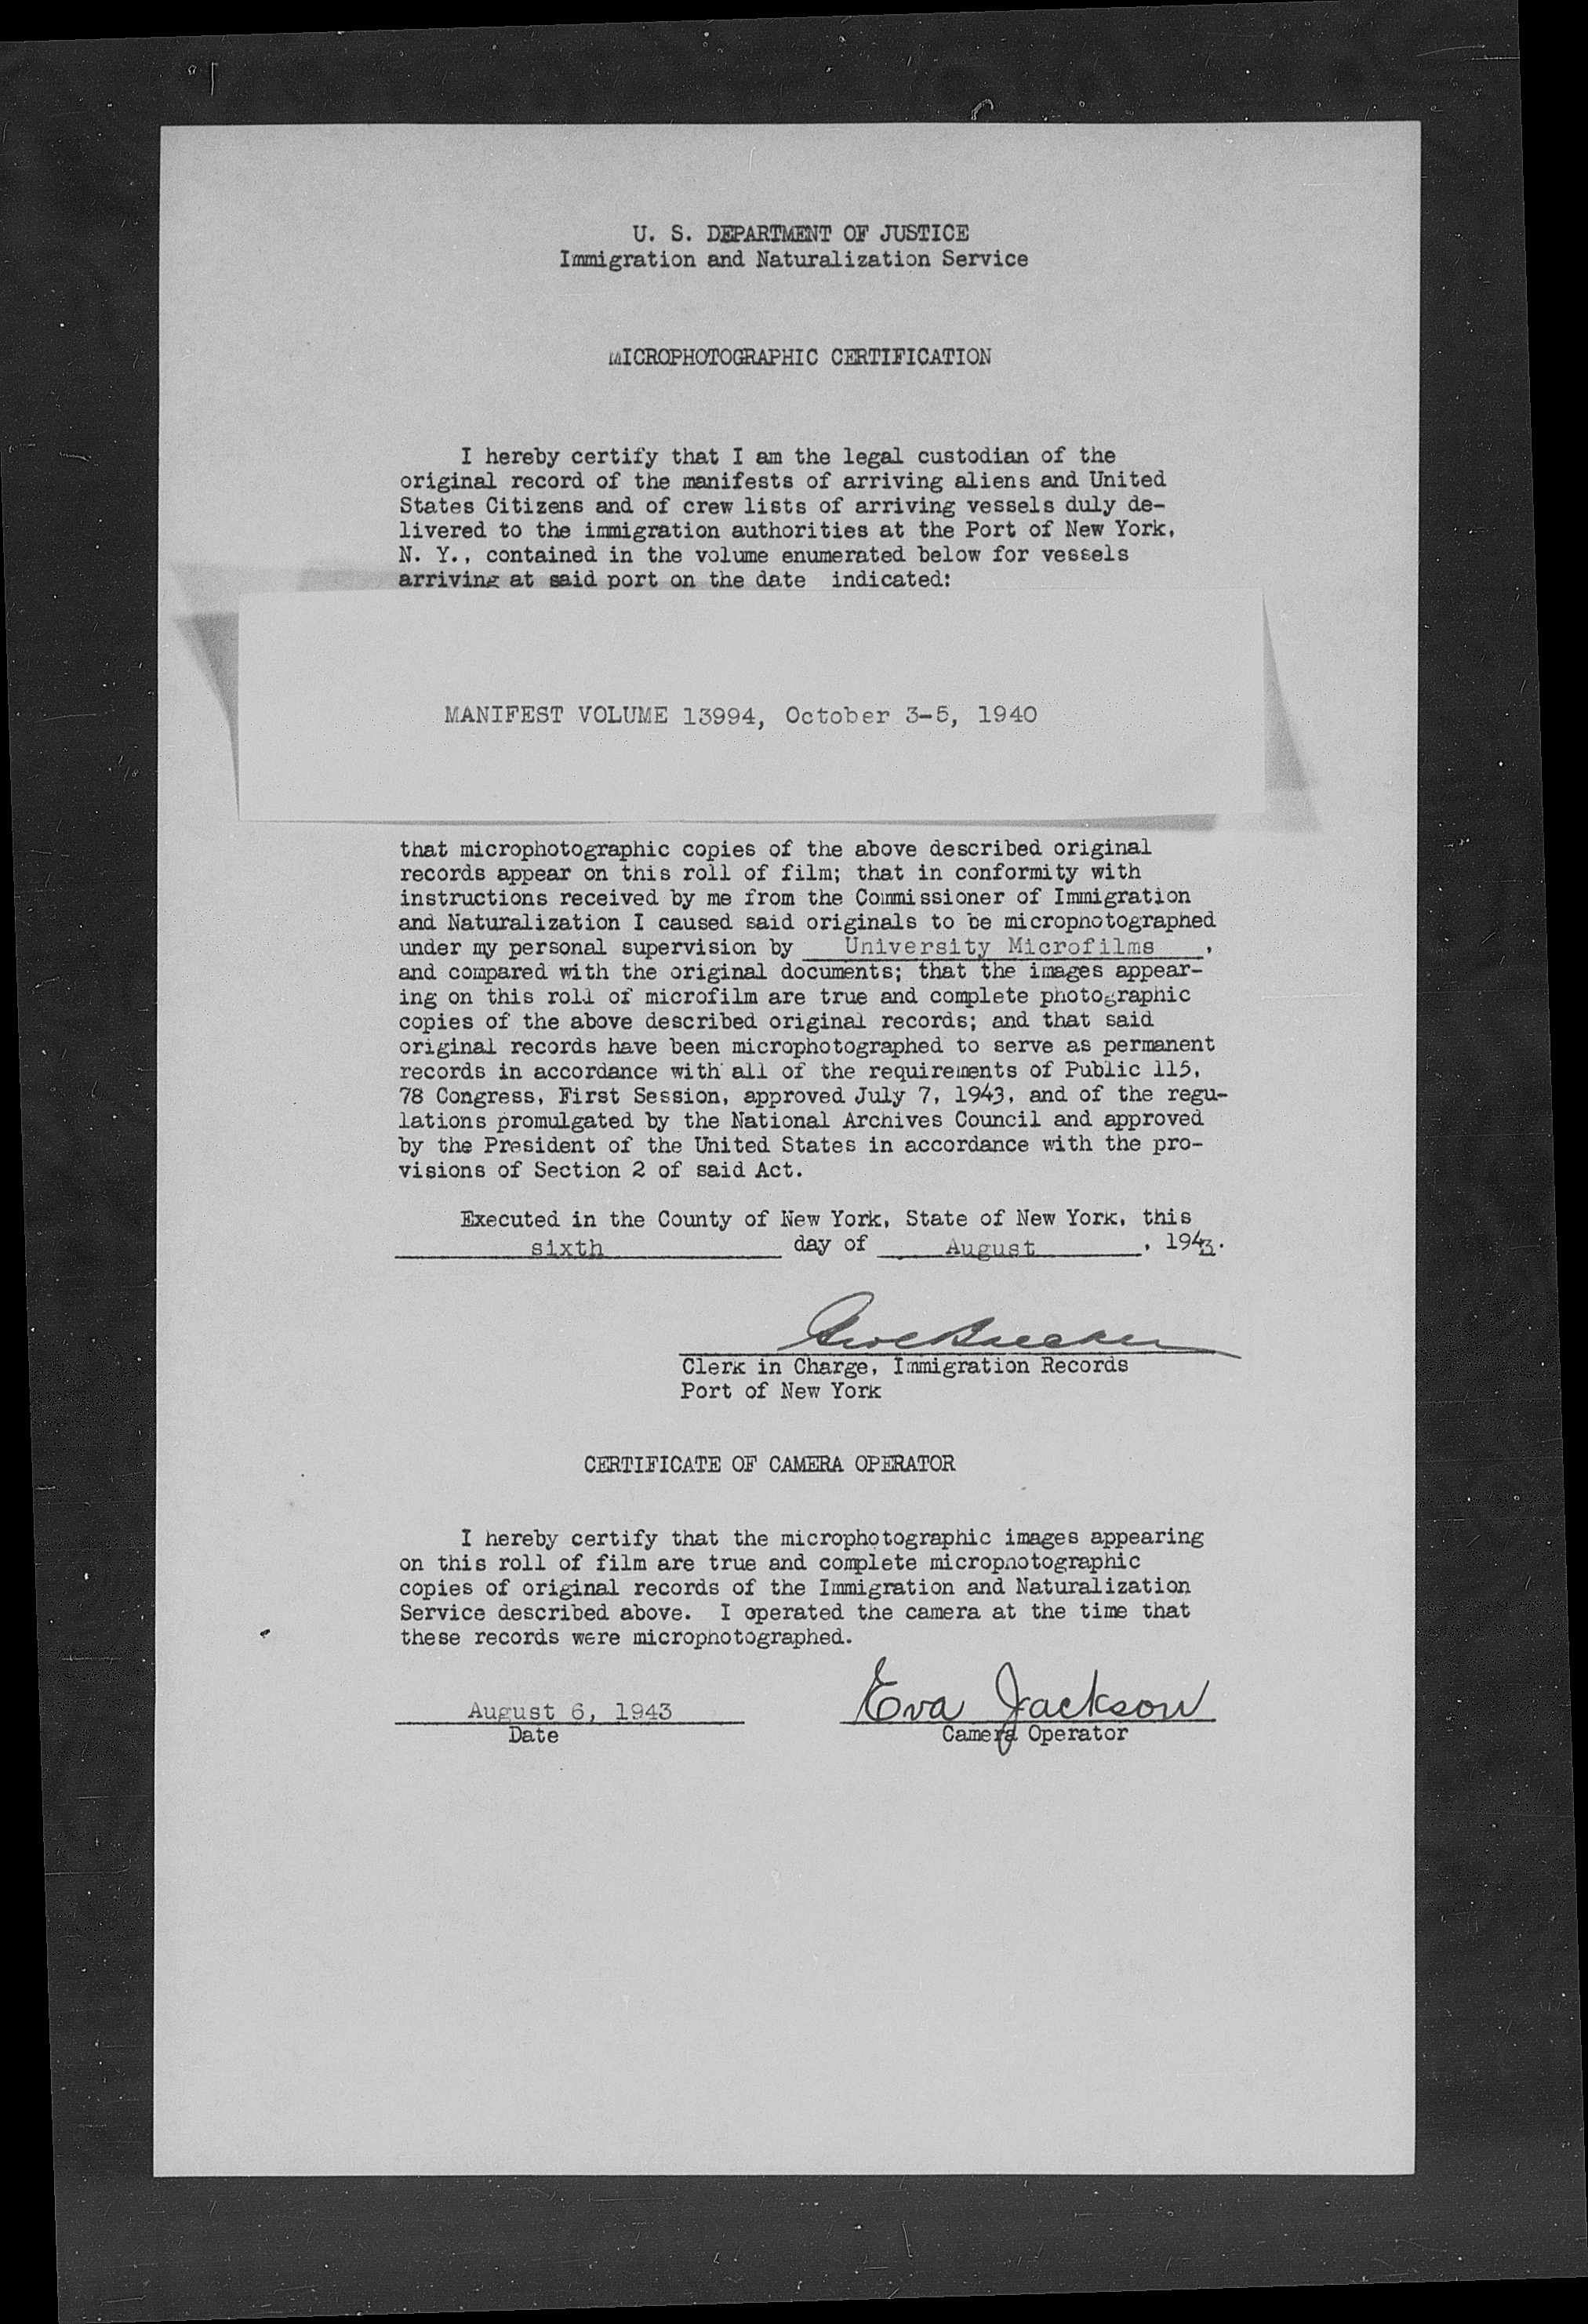 U. S. DEPARTMENT OF JUSTICE
Immigration and Naturalization Service
MICROPHOTOGRAPHIC CERTIFICATION
I hereby certify that I am the legal custodian of the
original record of the manifests of arriving aliens and United
States Citizens and of crew lists of arriving vessels duly de-
livered to the immigration authorities at the Port of New York,
N. Y., contained in the volume enumerated below for vessels
arriving at said port on the date indicated:
MANIFEST VOLUME 13994, October 3-5, 1940
that microphotographic copies of the above described original
records appear on this roll of film; that in conformity with
instructions received by me from the Commissioner of Immigration
and Naturalization I caused said originals to be microphotographed
under my personal supervision by University Microfilms,
and compared with the original documents; that the images appear-
ing on this roll of microfilm are true and complete photographic
copies of the above described original records; and that said
original records have been microphotographed to serve as permanent
records in accordance with all of the requirements of Public 115,
78 Congress, First Session, approved July 7, 1943, and of the regu-
lations promulgated by the National Archives Council and approved
by the President of the United States in accordance with the pro-
visions of Section 2 of said Act.
Executed in the County of New York, State of New York, this
sixth day of August, 1943.
Clerk in Charge, Immigration Records
Port of New York
CERTIFICATE OF CAMERA OPERATOR
I hereby certify that the microphotographic images appearing
on this roll of film are true and complete microphotographic
copies of original records of the Immigration and Naturalization
Service described above. I operated the camera at the time that
these records were microphotographed.
August 6, 1943 Eva Jackson
Date Camera Operator